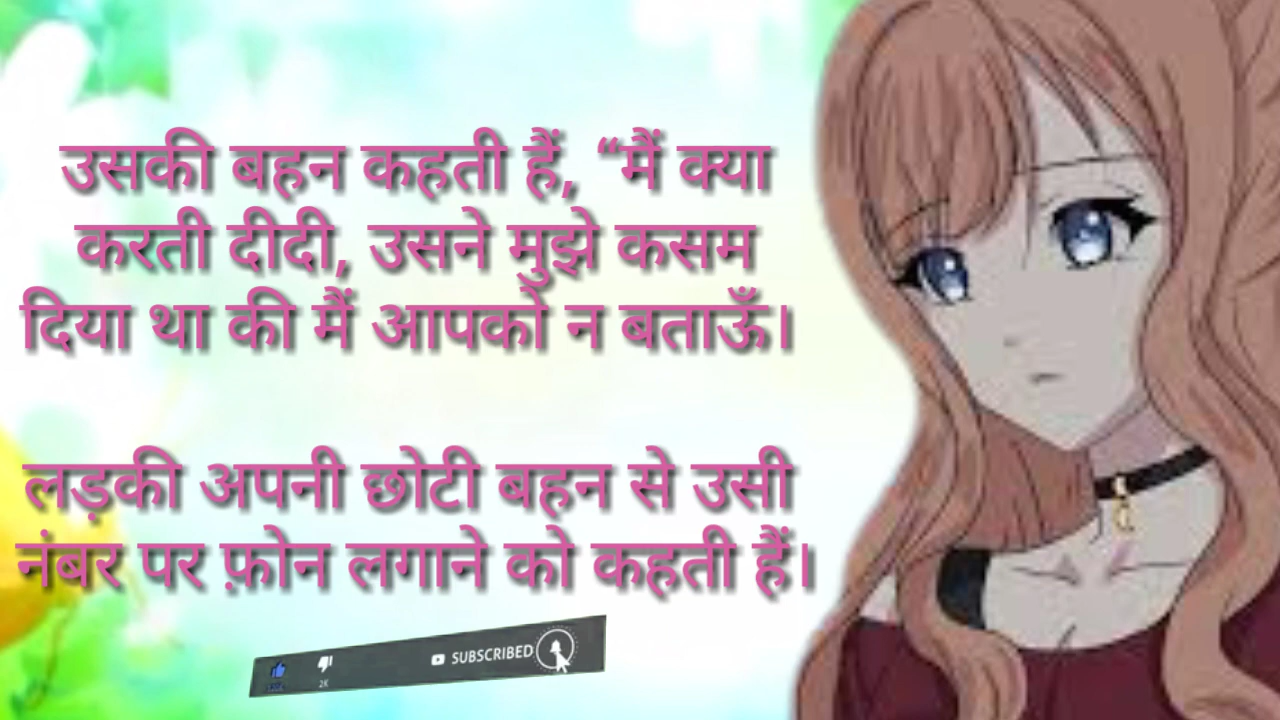 उसकी बहन कहती हैं, “मैं क्या
करती दीदी, उसने मुझे कसम
दिया था की मैं आपको न बताऊँ।
लड़की अपनी छोटी बहन से उसी
नंबर पर फ़ोन लगाने को कहती हैं।
SUBSCRIBED
2K